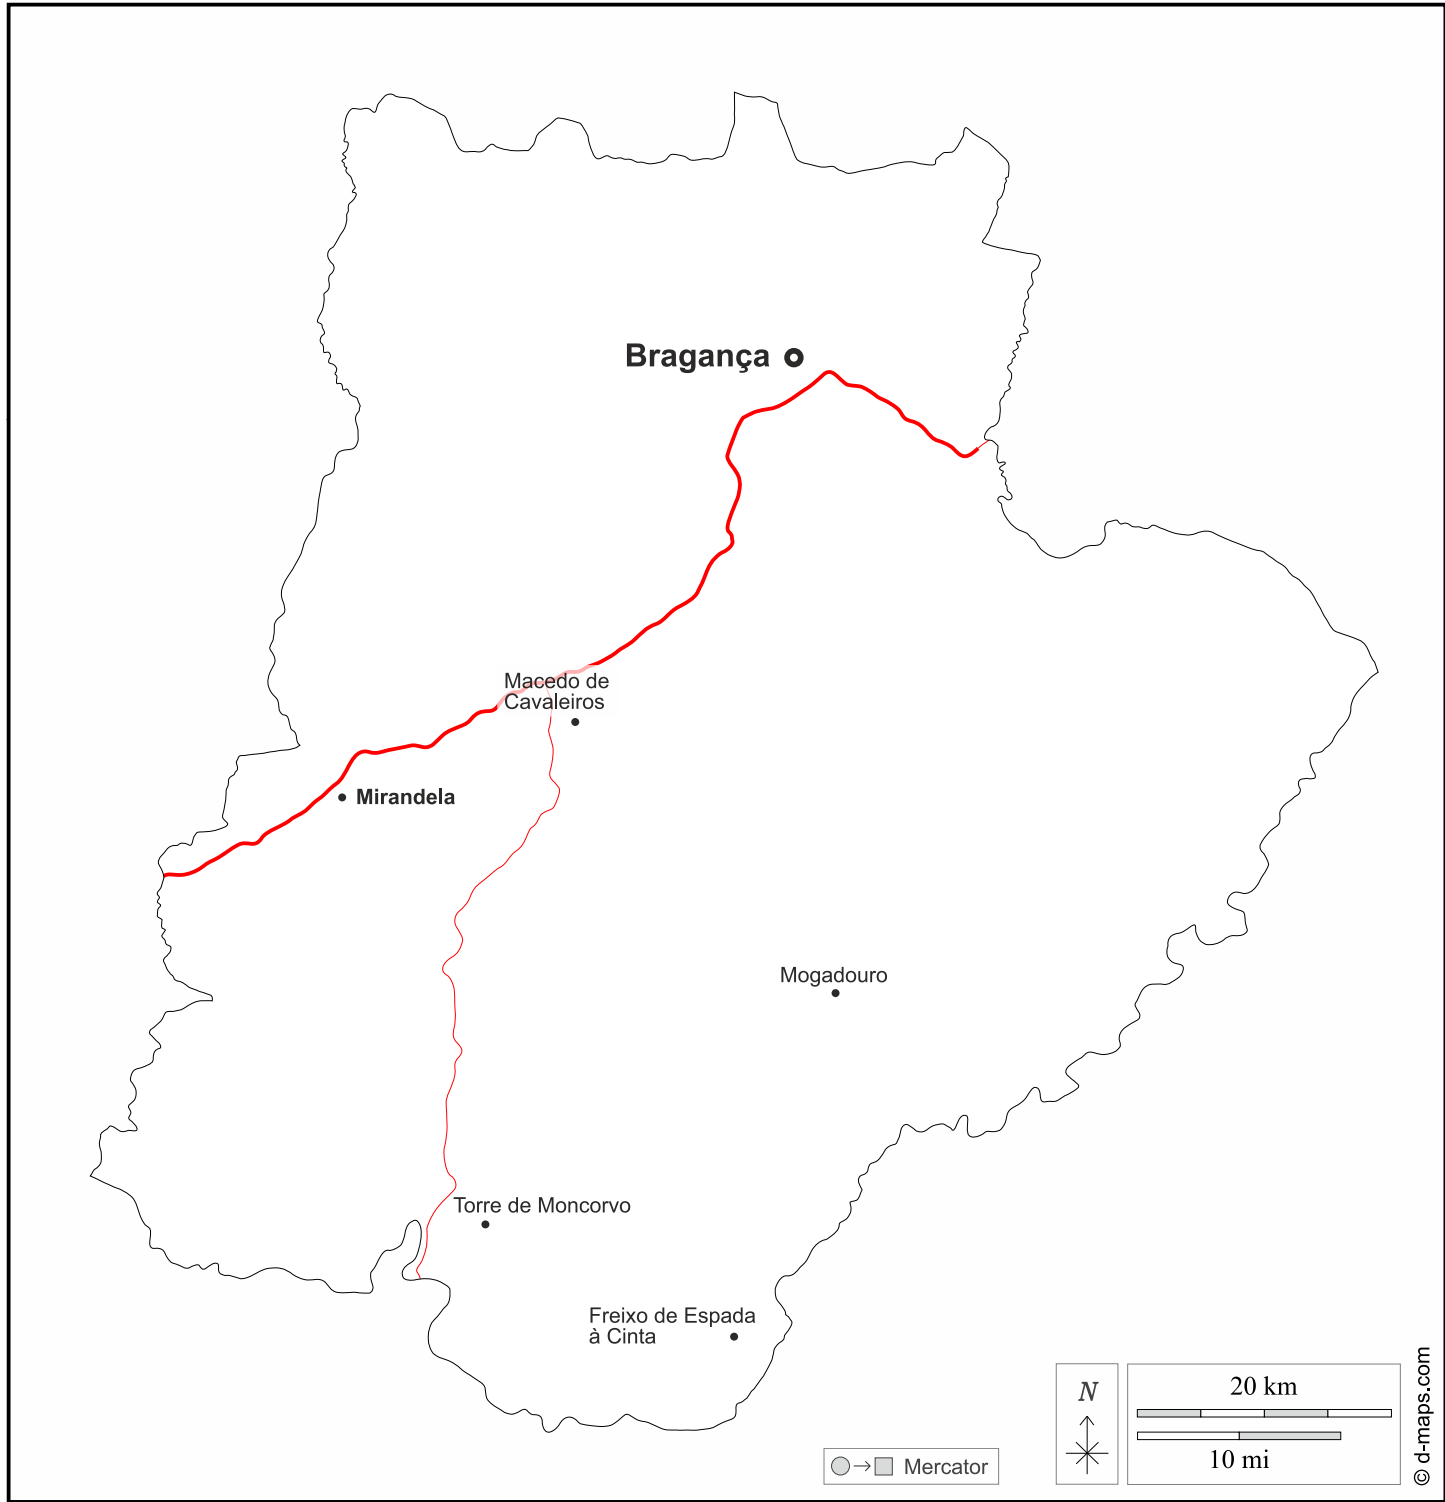 Bragança
Macedo de
Cavaleiros
Mirandela
Mogadouro
Torre de Moncorvo
Freixo de Espada
à Cinta
N
20 km
10 mi
Mercator
© d-maps.com